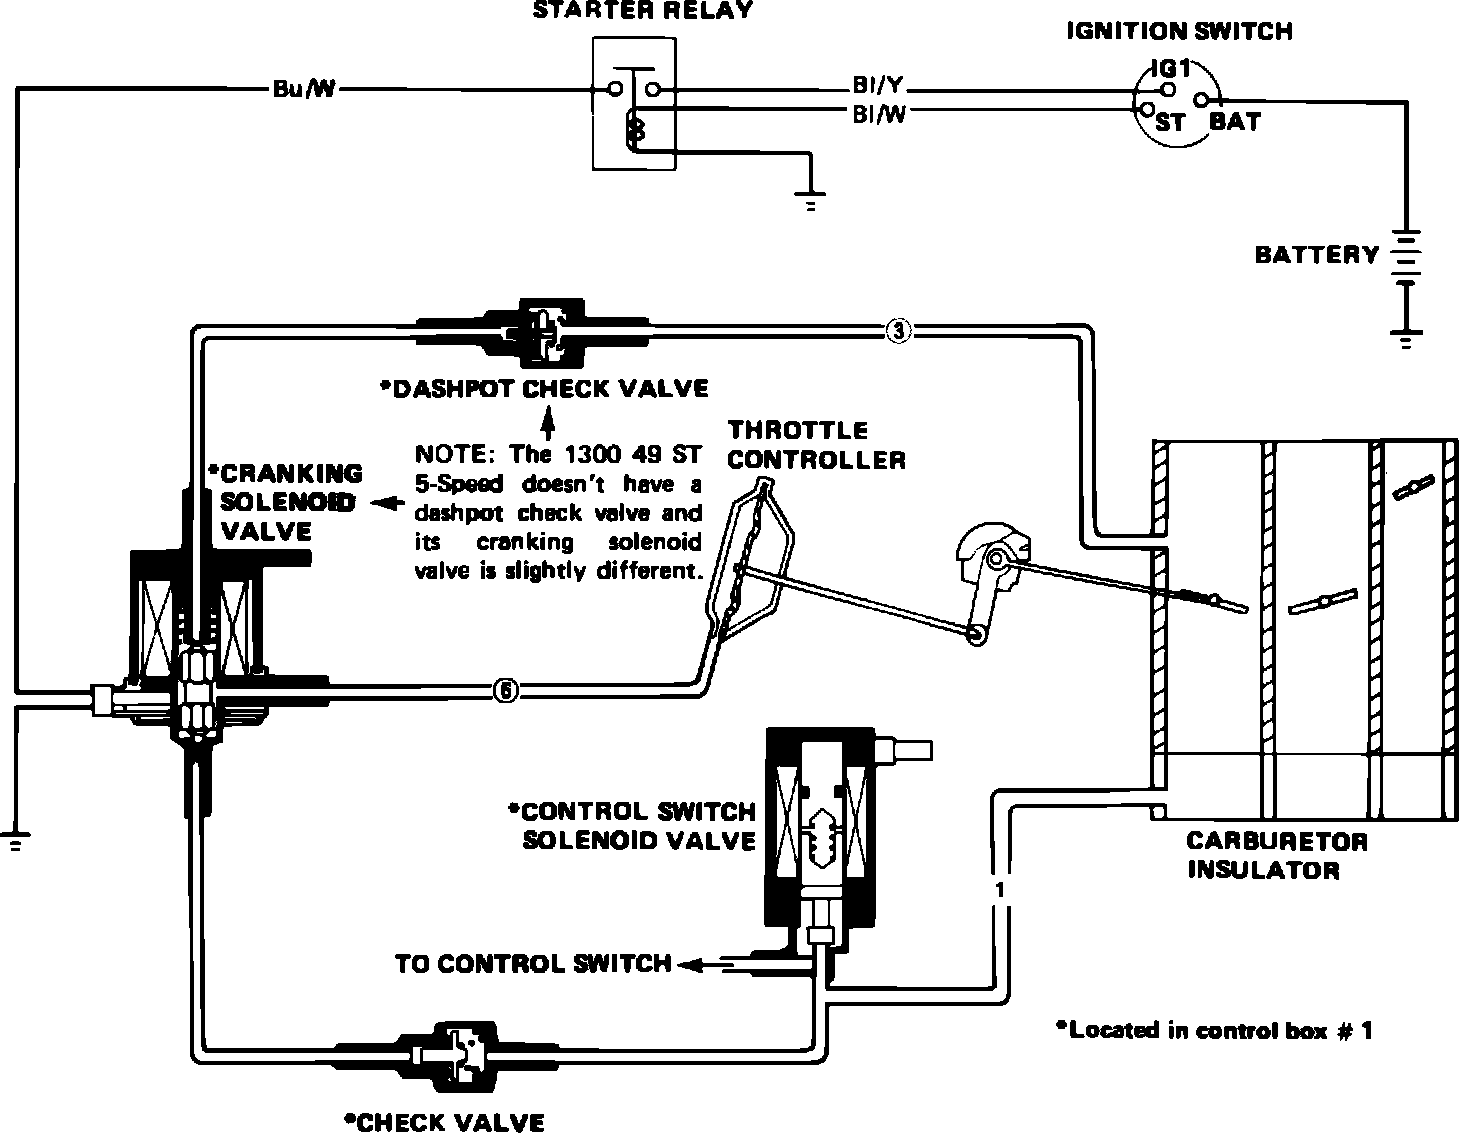 STARTER RELAY
IGNITION SWITCH
IG1
Bu/W
Bl/Y
Bl/W
ST
BAT
BATTERY
3
*DASHPOT CHECK VALVE
THROTTLE
CONTROLLER
*CRANKING
SOLENOID
VALVE
NOTE: The 1300 49 ST
5-Speed doesn't have a
dashpot check valve and
its cranking solenoid
valve is slightly different.
6
*CONTROL SWITCH
SOLENOID VALVE
CARBURETOR
INSULATOR
1
TO CONTROL SWITCH
*Located in control box # 1
*CHECK VALVE